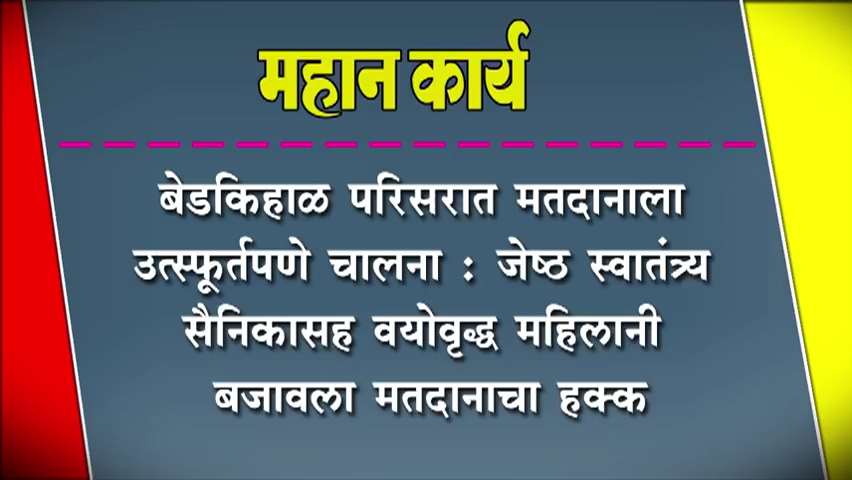 महान कार्य
बेडकिहाळ परिसरात मतदानाला
उत्स्फूर्तपणे चालना : जेष्ठ स्वातंत्र्य
सैनिकासह वयोवृद्ध महिलानी
बजावला मतदानाचा हक्क